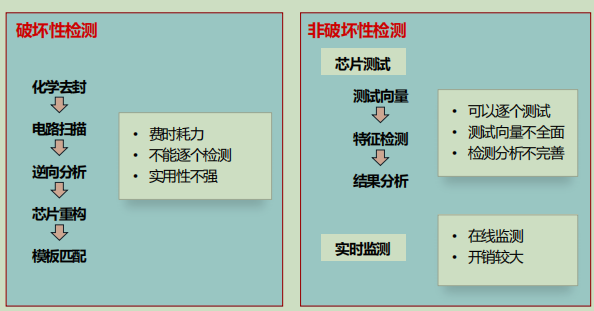 破坏性检测
化学去封
电路扫描
逆向分析
芯片重构
模板匹配
• 费时耗力
• 不能逐个检测
• 实用性不强
非破坏性检测
芯片测试
测试向量
特征检测
结果分析
• 可以逐个测试
• 测试向量不全面
• 检测分析不完善
实时监测
• 在线监测
• 开销较大